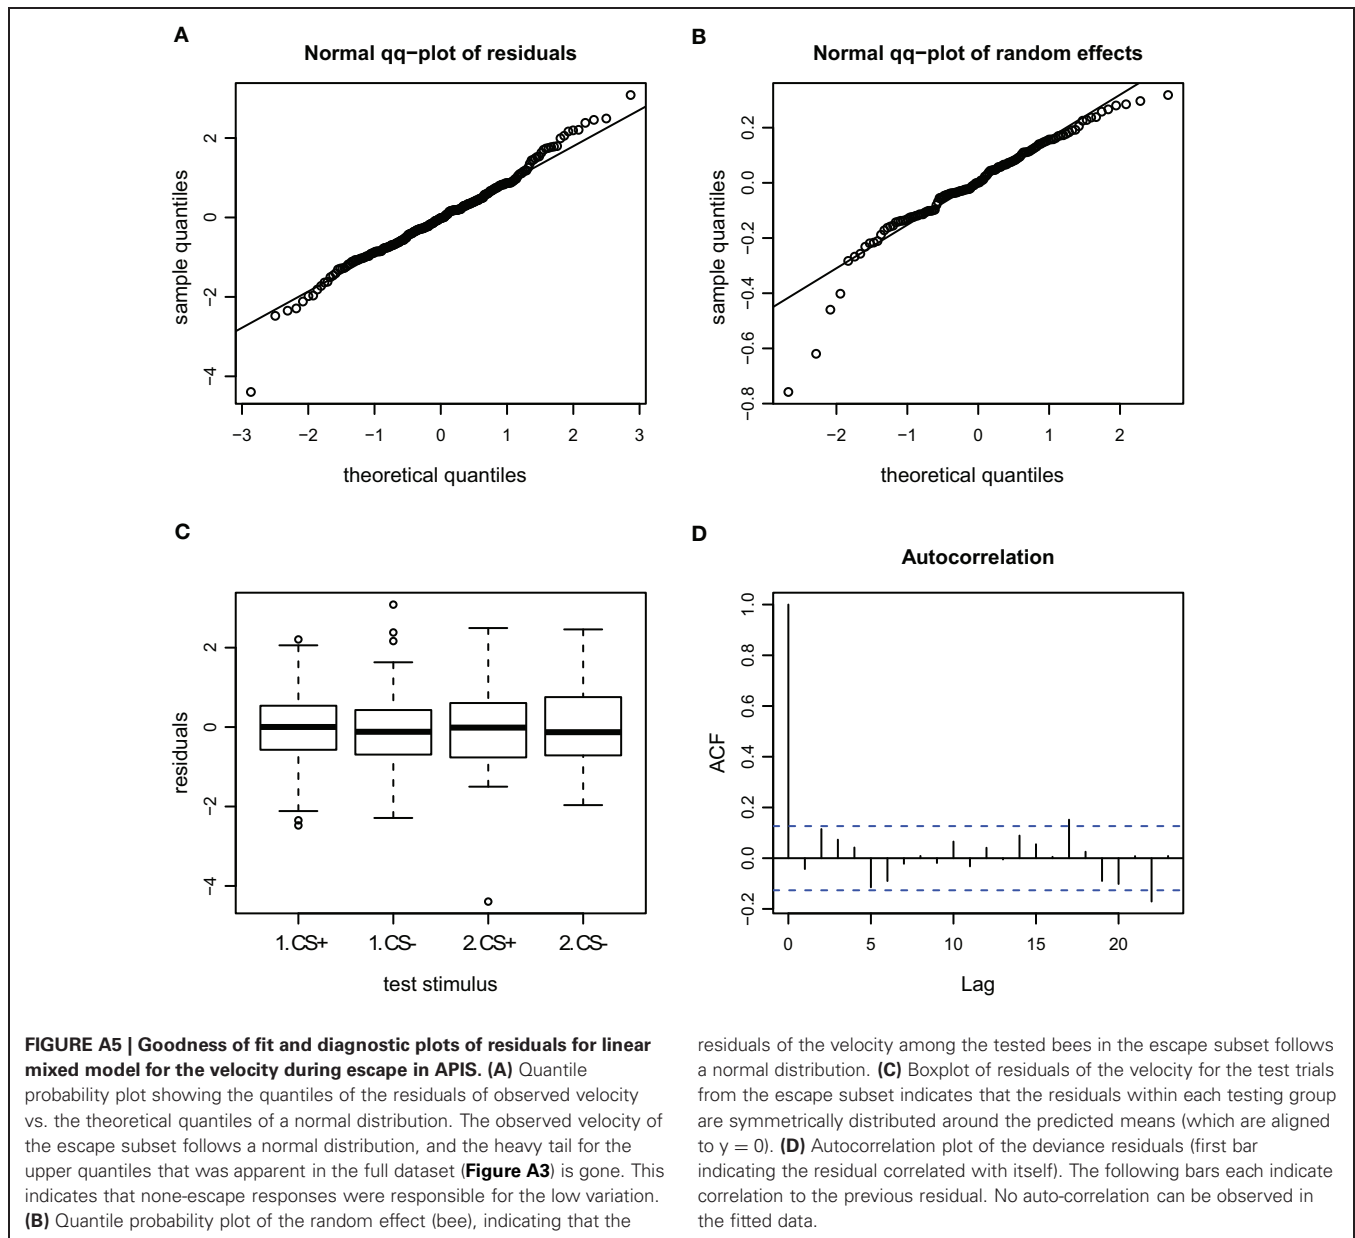 A
Normal qq−plot of residuals
sample quantiles
2
0
−2
−4
−3 −2 −1 0 1 2 3
theoretical quantiles
B
Normal qq−plot of random effects
sample quantiles
0.2
0.0
−0.2
−0.4
−0.6
−0.8
−2 −1 0 1 2
theoretical quantiles
C
residuals
2
0
−2
−4
1.CS+ 1.CS- 2.CS+ 2.CS-
test stimulus
D
Autocorrelation
ACF
1.0
0.8
0.6
0.4
0.2
0.0
−0.2
0 5 10 15 20
Lag
FIGURE A5 | Goodness of fit and diagnostic plots of residuals for linear
mixed model for the velocity during escape in APIS. (A) Quantile
probability plot showing the quantiles of the residuals of observed velocity
vs. the theoretical quantiles of a normal distribution. The observed velocity of
the escape subset follows a normal distribution, and the heavy tail for the
upper quantiles that was apparent in the full dataset (Figure A3) is gone. This
indicates that none-escape responses were responsible for the low variation.
(B) Quantile probability plot of the random effect (bee), indicating that the
residuals of the velocity among the tested bees in the escape subset follows
a normal distribution. (C) Boxplot of residuals of the velocity for the test trials
from the escape subset indicates that the residuals within each testing group
are symmetrically distributed around the predicted means (which are aligned
to y = 0). (D) Autocorrelation plot of the deviance residuals (first bar
indicating the residual correlated with itself). The following bars each indicate
correlation to the previous residual. No auto-correlation can be observed in
the fitted data.